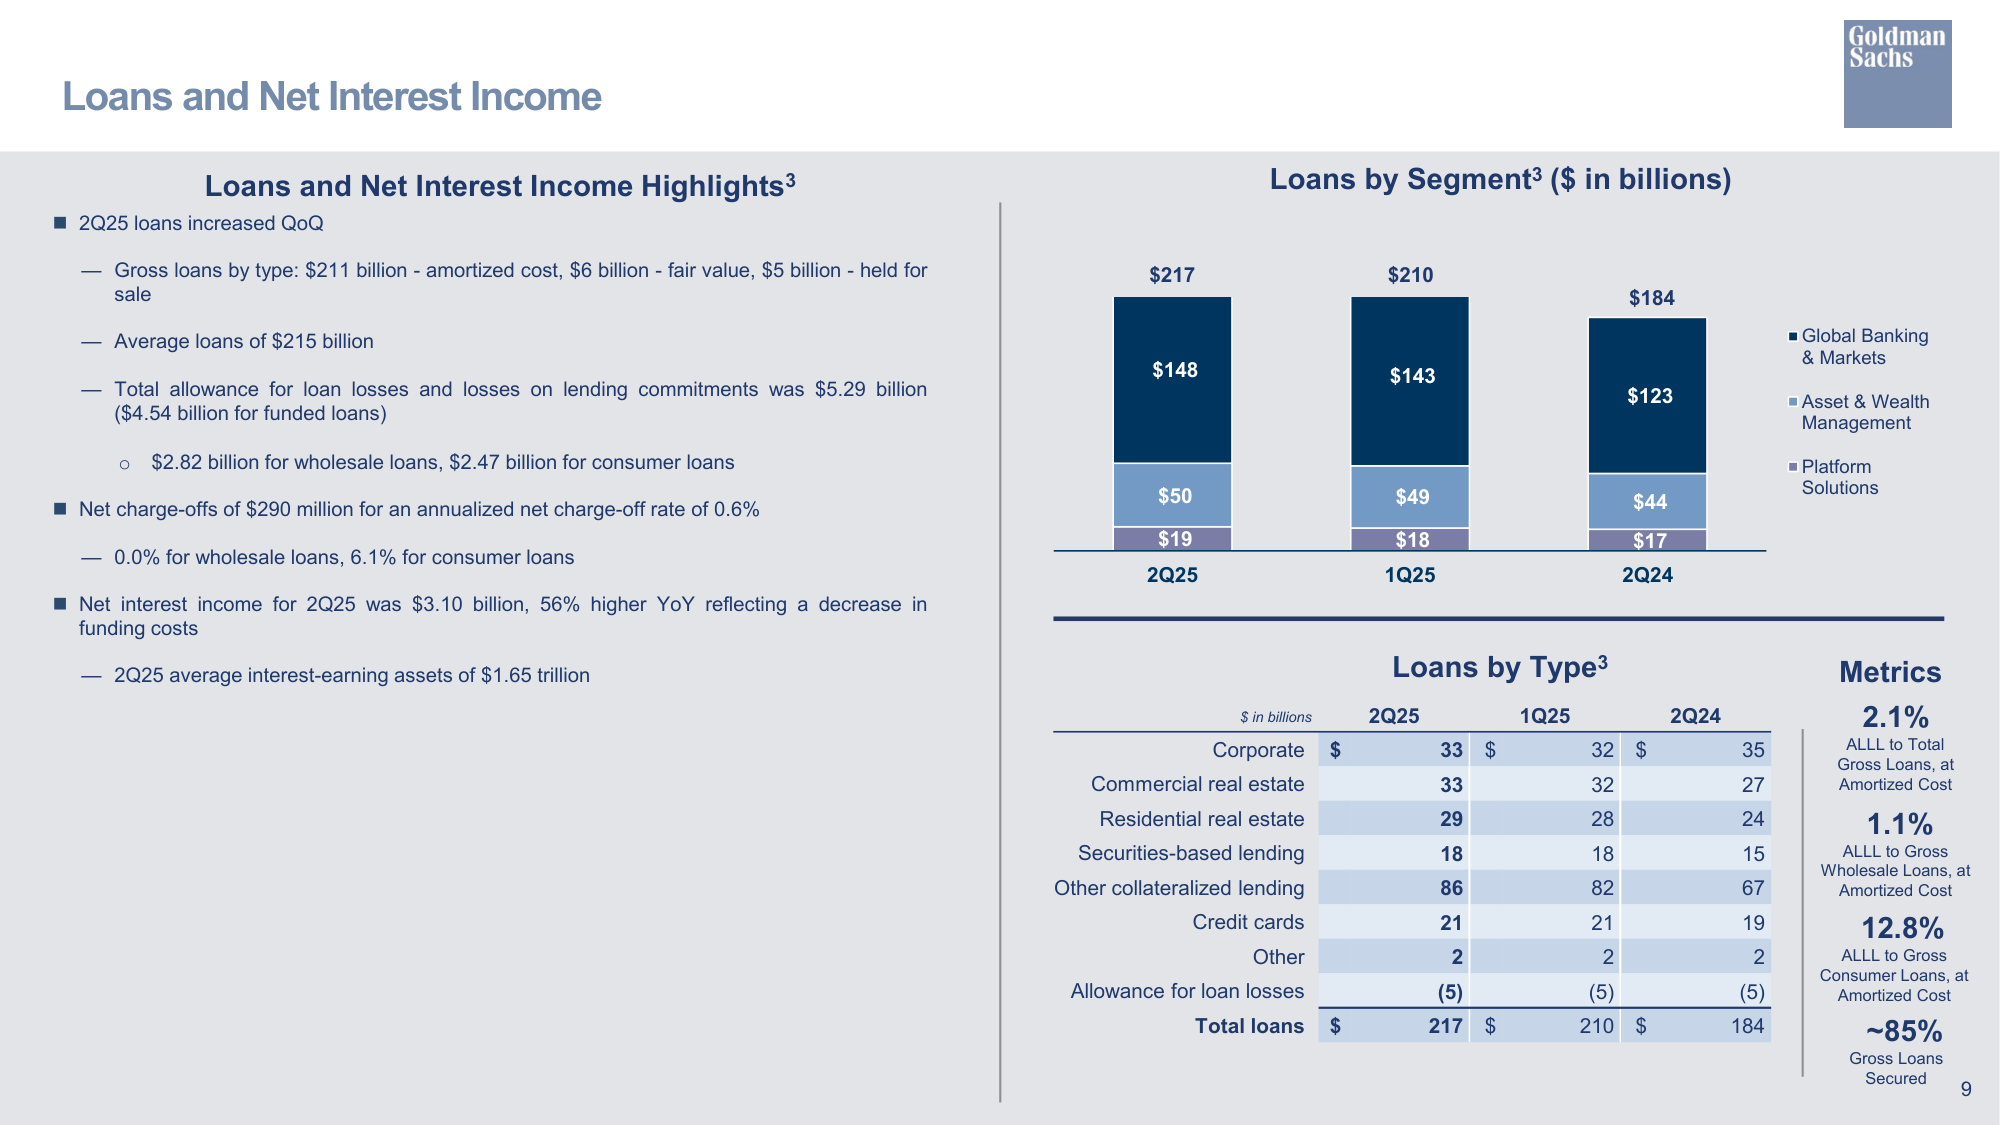 Goldman
Sachs
Loans and Net Interest Income
Loans and Net Interest Income Highlights³
■ 2Q25 loans increased QoQ
— Gross loans by type: $211 billion - amortized cost, $6 billion - fair value, $5 billion - held for
sale
— Average loans of $215 billion
— Total allowance for loan losses and losses on lending commitments was $5.29 billion
($4.54 billion for funded loans)
○ $2.82 billion for wholesale loans, $2.47 billion for consumer loans
■ Net charge-offs of $290 million for an annualized net charge-off rate of 0.6%
— 0.0% for wholesale loans, 6.1% for consumer loans
■ Net interest income for 2Q25 was $3.10 billion, 56% higher YoY reflecting a decrease in
funding costs
— 2Q25 average interest-earning assets of $1.65 trillion
Loans by Segment³ ($ in billions)
$217 $210 $184
$148 $143 $123
$50 $49 $44
$19 $18 $17
2Q25 1Q25 2Q24
Global Banking
& Markets
Asset & Wealth
Management
Platform
Solutions
Loans by Type³
$ in billions 2Q25 1Q25 2Q24
Corporate $ 33 $ 32 $ 35
Commercial real estate 33 32 27
Residential real estate 29 28 24
Securities-based lending 18 18 15
Other collateralized lending 86 82 67
Credit cards 21 21 19
Other 2 2 2
Allowance for loan losses (5) (5) (5)
Total loans $ 217 $ 210 $ 184
Metrics
2.1%
ALLL to Total
Gross Loans, at
Amortized Cost
1.1%
ALLL to Gross
Wholesale Loans, at
Amortized Cost
12.8%
ALLL to Gross
Consumer Loans, at
Amortized Cost
~85%
Gross Loans
Secured
9